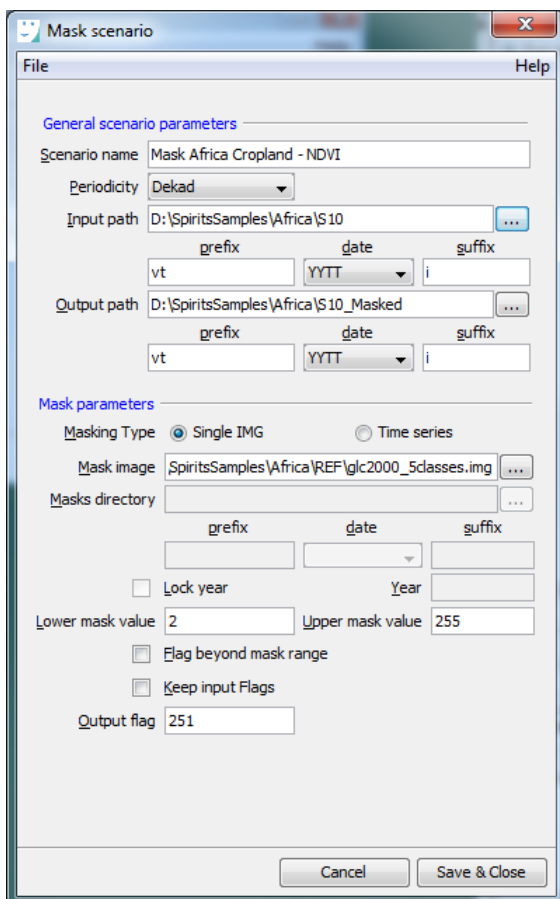 Mask scenario
File Help
General scenario parameters
Scenario name Mask Africa Cropland - NDVI
Periodicity Dekad
Input path D:\SpiritsSamples\Africa\S10 ...
prefix date suffix
vt YYTT i
Output path D:\SpiritsSamples\Africa\S10_Masked ...
prefix date suffix
vt YYTT i
Mask parameters
Masking Type Single IMG Time series
Mask image SpiritsSamples\Africa\REF\glc2000_5classes.img ...
Masks directory ...
prefix date suffix
Lock year Year
Lower mask value 2 Upper mask value 255
Flag beyond mask range
Keep input Flags
Output flag 251
Cancel Save & Close